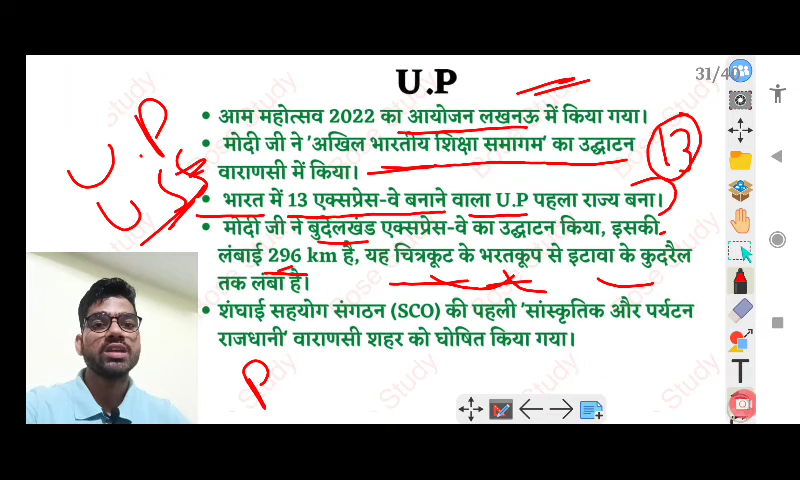 U.P
31/40
• आम महोत्सव 2022 का आयोजन लखनऊ में किया गया।
• मोदी जी ने 'अखिल भारतीय शिक्षा समागम' का उद्घाटन
वाराणसी में किया।
• भारत में 13 एक्सप्रेस-वे बनाने वाला U.P पहला राज्य बना।
• मोदी जी ने बुंदेलखंड एक्सप्रेस-वे का उद्घाटन किया, इसकी
लंबाई 296 km है, यह चित्रकूट के भरतकूप से इटावा के कुदरैल
तक लंबा है।
• शंघाई सहयोग संगठन (SCO) की पहली 'सांस्कृतिक और पर्यटन
राजधानी' वाराणसी शहर को घोषित किया गया।
U.P.
13
P
T